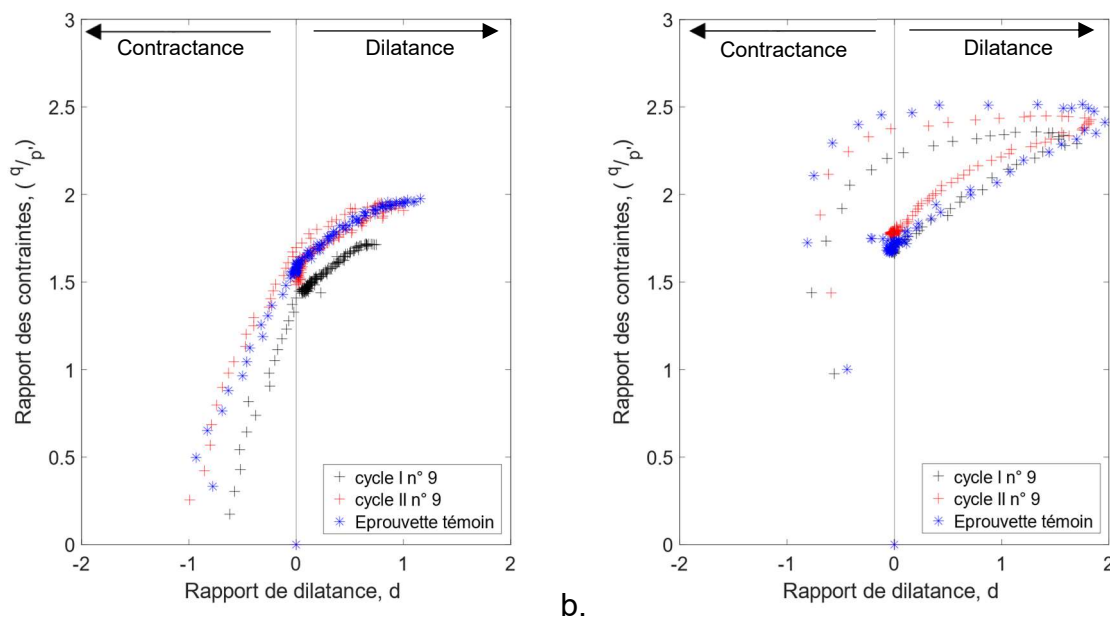 Contractance
Dilatance
3
2.5
2
1.5
1
0.5
0
-2
-1
0
1
2
Rapport des contraintes, ( q/p')
Rapport de dilatance, d
cycle I n° 9
cycle II n° 9
Eprouvette témoin
b.
Contractance
Dilatance
3
2.5
2
1.5
1
0.5
0
-2
-1
0
1
2
Rapport des contraintes, ( q/p')
Rapport de dilatance, d
cycle I n° 9
cycle II n° 9
Eprouvette témoin